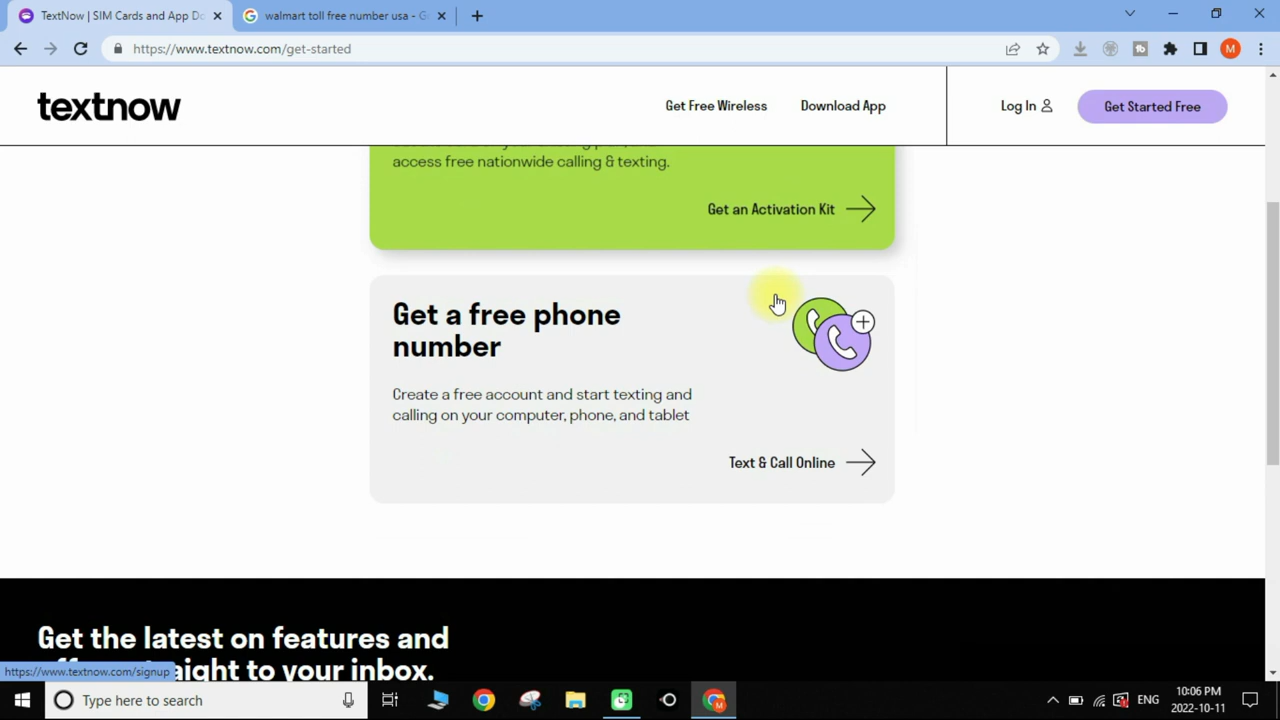 TextNow | SIM Cards and App Do
walmart toll free number usa - G
https://www.textnow.com/get-started
M
textnow
Get Free Wireless
Download App
Log In
Get Started Free
access free nationwide calling & texting.
Get an Activation Kit
Get a free phone
number
Create a free account and start texting and
calling on your computer, phone, and tablet
Text & Call Online
Get the latest on features and
aight to your inbox.
https://www.textnow.com/signup
Type here to search
M
ENG
10:06 PM
2022-10-11